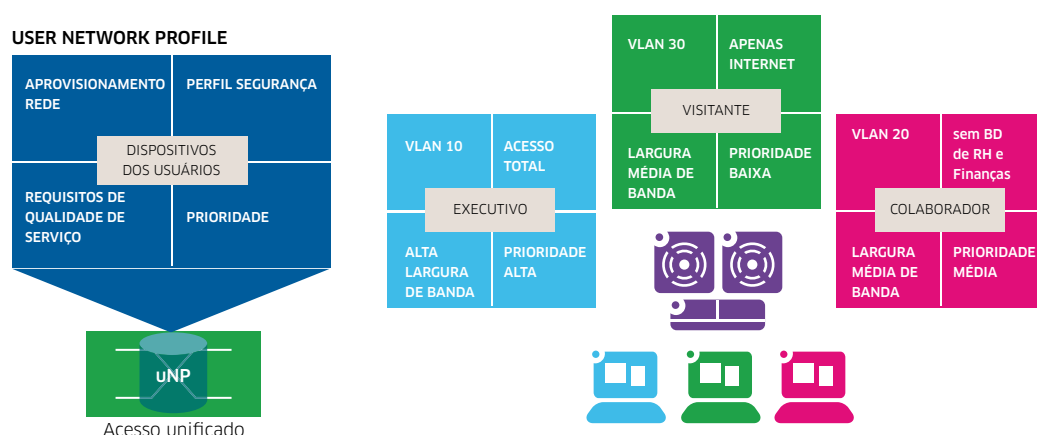 USER NETWORK PROFILE
APROVISIONAMENTO
REDE
PERFIL SEGURANÇA
DISPOSITIVOS
DOS USUÁRIOS
REQUISITOS DE
QUALIDADE DE
SERVIÇO
PRIORIDADE
uNP
Acesso unificado
VLAN 10
ACESSO
TOTAL
EXECUTIVO
ALTA
LARGURA
DE BANDA
PRIORIDADE
ALTA
VLAN 30
APENAS
INTERNET
VISITANTE
LARGURA
MÉDIA DE
BANDA
PRIORIDADE
BAIXA
VLAN 20
sem BD
de RH e
Finanças
COLABORADOR
LARGURA
MÉDIA DE
BANDA
PRIORIDADE
MÉDIA